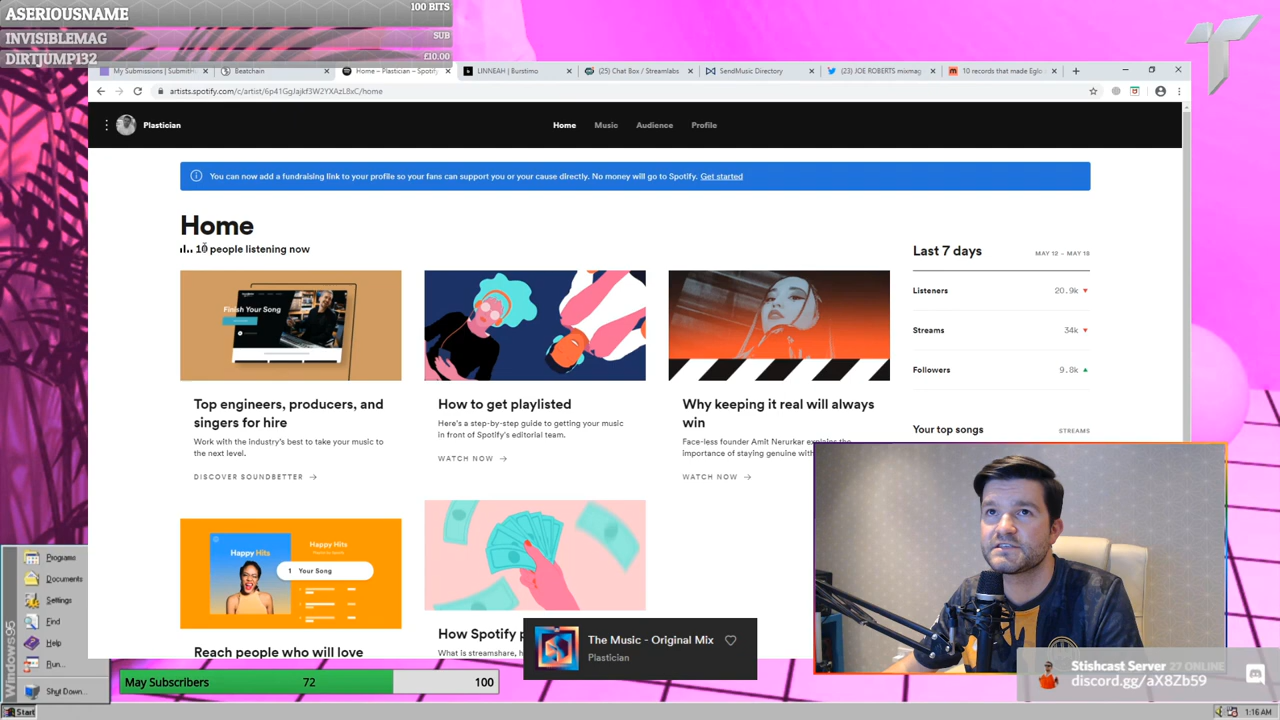 ASERIOUSNAME 100 BITS
INVISIBLEMAG SUB
DIRTJUMP132 £10.00
My Submissions | SubmitH
Beatchain
Home – Plastician – Spotify
LINNEAH | Burstimo
(25) Chat Box / Streamlabs
SendMusic Directory
(23) JOE ROBERTS mixmag
10 records that made Eglo
artists.spotify.com/c/artist/6p41GgJajkf3W2YXAzL8xC/home
Plastician
Home Music Audience Profile
You can now add a fundraising link to your profile so your fans can support you or your cause directly. No money will go to Spotify. Get started
Home
people listening now
Last 7 days MAY 12 – MAY 18
Listeners 20.9k
Streams 34k
Followers 9.8k
Your top songs STREAMS
Finish Your Song
Top engineers, producers, and
singers for hire
Work with the industry's best to take your music to
the next level.
DISCOVER SOUNDBETTER
How to get playlisted
Here's a step-by-step guide to getting your music
in front of Spotify's editorial team.
WATCH NOW
Why keeping it real will always
win
Face-less founder Amit Nerurkar explains the
importance of staying genuine with
WATCH NOW
Happy Hits
Happy Hits
1 Your Song
Reach people who will love
How Spotify
What is streamshare,
The Music - Original Mix
Plastician
Windows95
Programs
Documents
Settings
Find
Help
Run...
Shut Down...
Start
May Subscribers 72 100
Stishcast Server 27 ONLINE
discord.gg/aX8Zb59
1:16 AM